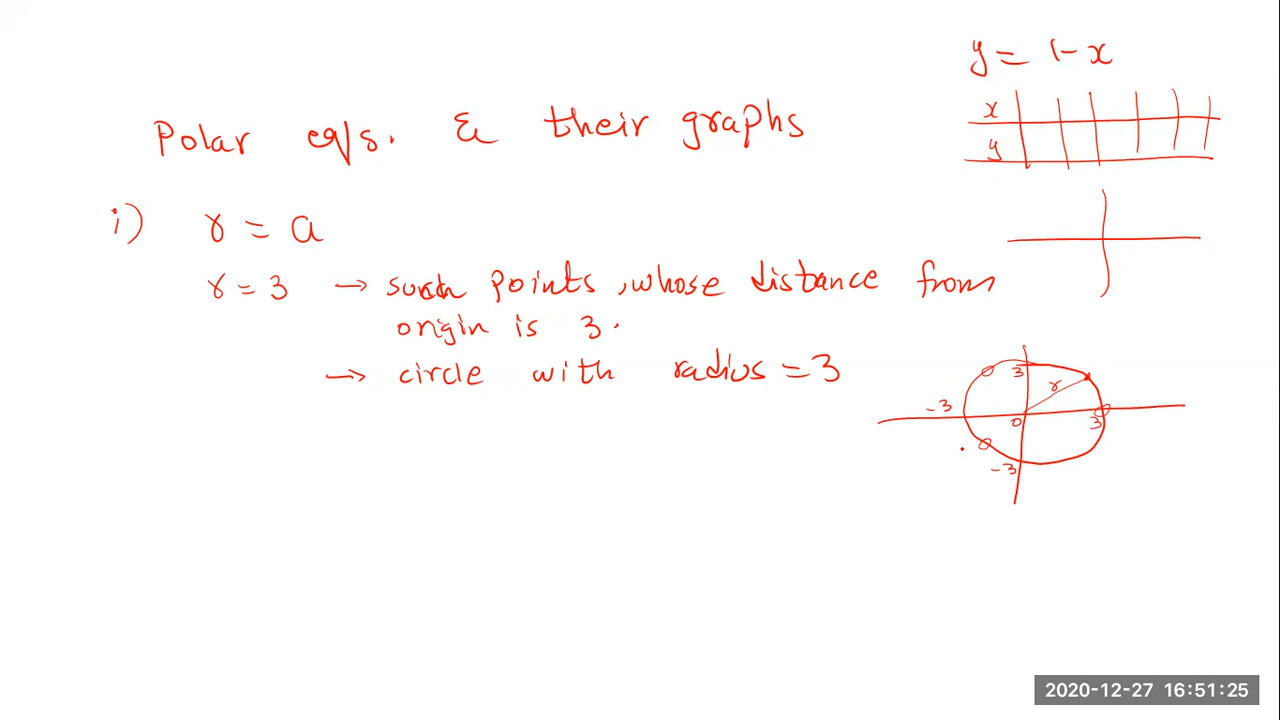 Polar eq/s. & their graphs
i) r = a
r = 3 → such points, whose distance from
origin is 3.
→ circle with radius = 3
y = 1-x
x
y
3
r
-3
0
3
-3
2020-12-27 16:51:25